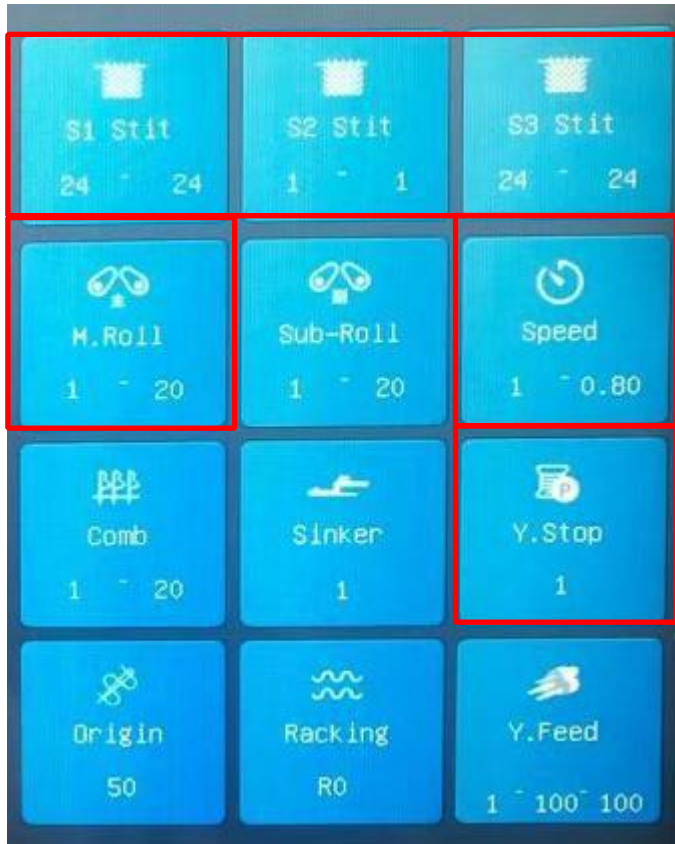 S1 Stit
S2 Stit
S3 Stit
24 - 24
1 - 1
24 - 24
M.Roll
Sub-Roll
Speed
1 - 20
1 - 20
1 - 0.80
P
Comb
Sinker
Y.Stop
1 - 20
1
1
Origin
Racking
Y.Feed
50
R0
1 - 100 - 100